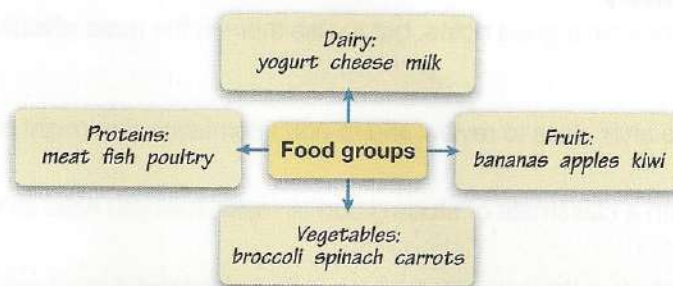 Dairy:
yogurt cheese milk
Proteins:
meat fish poultry
Food groups
Fruit:
bananas apples kiwi
Vegetables:
broccoli spinach carrots